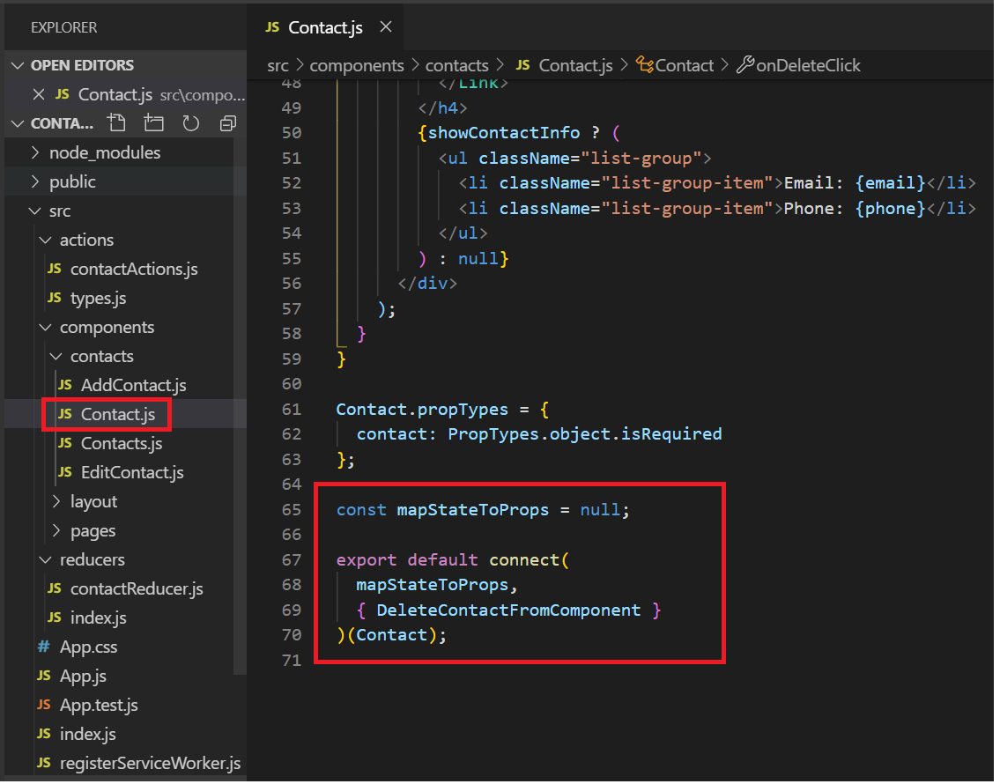 EXPLORER
OPEN EDITORS
JS Contact.js src\compo...
CONTA...
node_modules
public
src
actions
JS contactActions.js
JS types.js
components
contacts
JS AddContact.js
JS Contact.js
JS Contacts.js
JS EditContact.js
layout
pages
reducers
JS contactReducer.js
JS index.js
# App.css
JS App.js
JS App.test.js
JS index.js
JS registerServiceWorker.js
JS Contact.js
src > components > contacts > JS Contact.js > Contact > onDeleteClick
48 </Link>
49 </h4>
50 {showContactInfo ? (
51 <ul className="list-group">
52 <li className="list-group-item">Email: {email}</li>
53 <li className="list-group-item">Phone: {phone}</li>
54 </ul>
55 ) : null}
56 </div>
57 );
58 }
59 }
60
61 Contact.propTypes = {
62 contact: PropTypes.object.isRequired
63 };
64
65 const mapStateToProps = null;
66
67 export default connect(
68 mapStateToProps,
69 { DeleteContactFromComponent }
70 )(Contact);
71